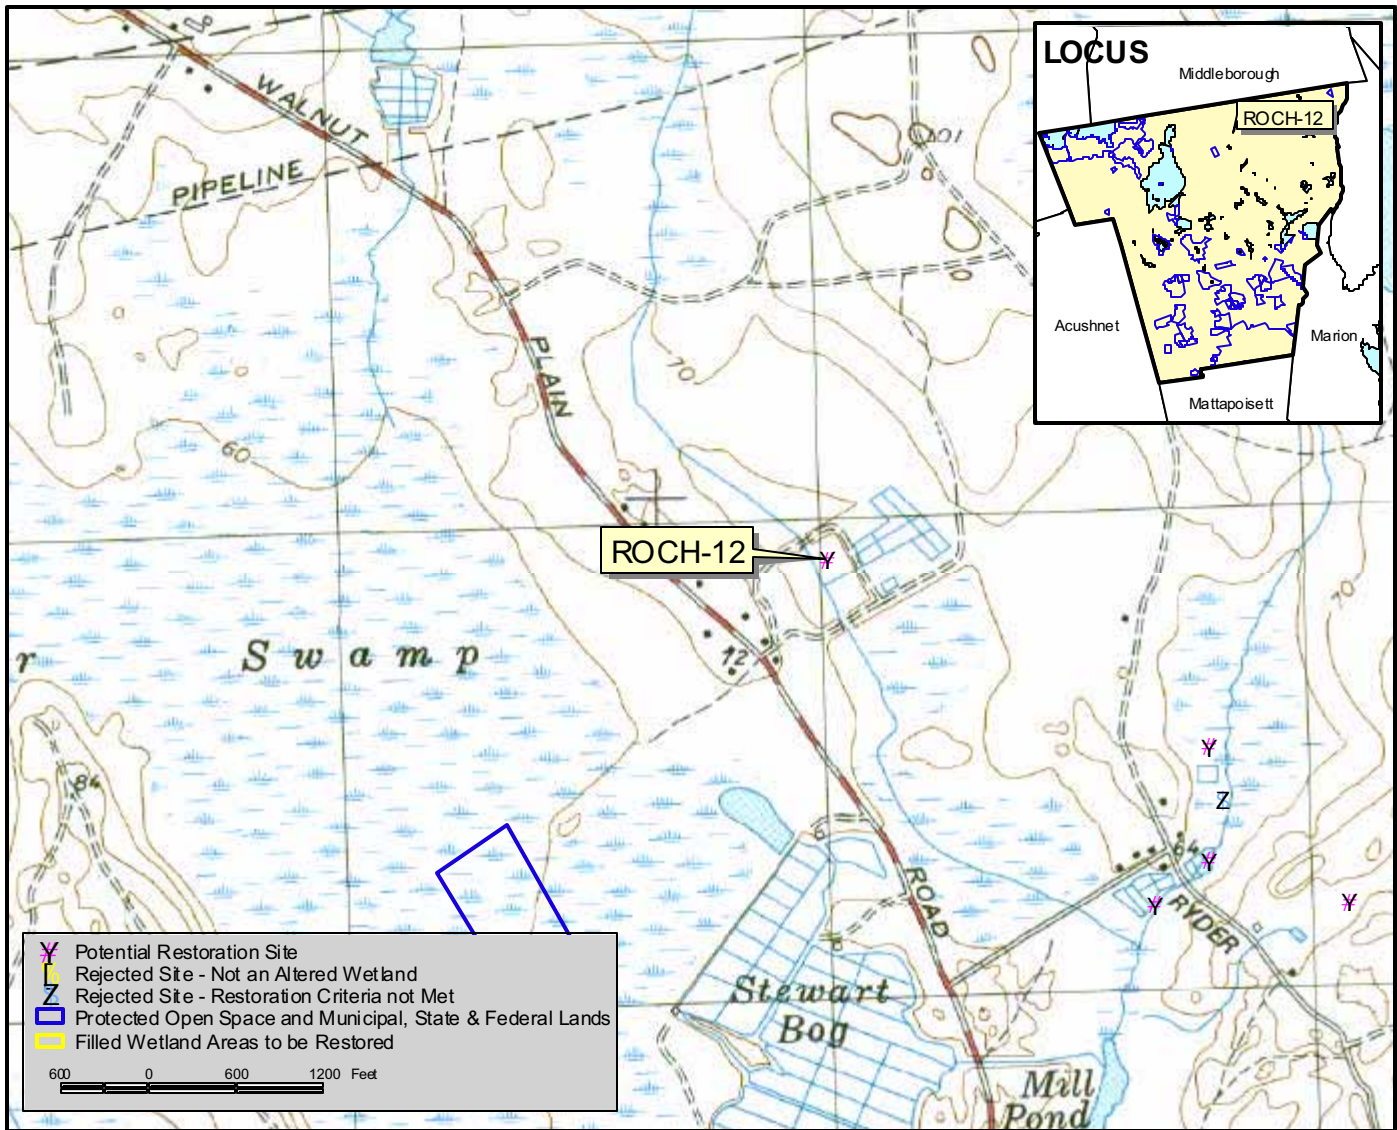 LOCUS
Middleborough
ROCH-12
Acushnet
Marion
Mattapoisett
WALNUT
PIPELINE
101
PLAIN
70
60
ROCH-12
Swamp
r
12
70
84
64
ROAD
RYDER
Stewart
Bog
Mill
Pond
Potential Restoration Site
Rejected Site - Not an Altered Wetland
Z Rejected Site - Restoration Criteria not Met
Protected Open Space and Municipal, State & Federal Lands
Filled Wetland Areas to be Restored
600 0 600 1200 Feet